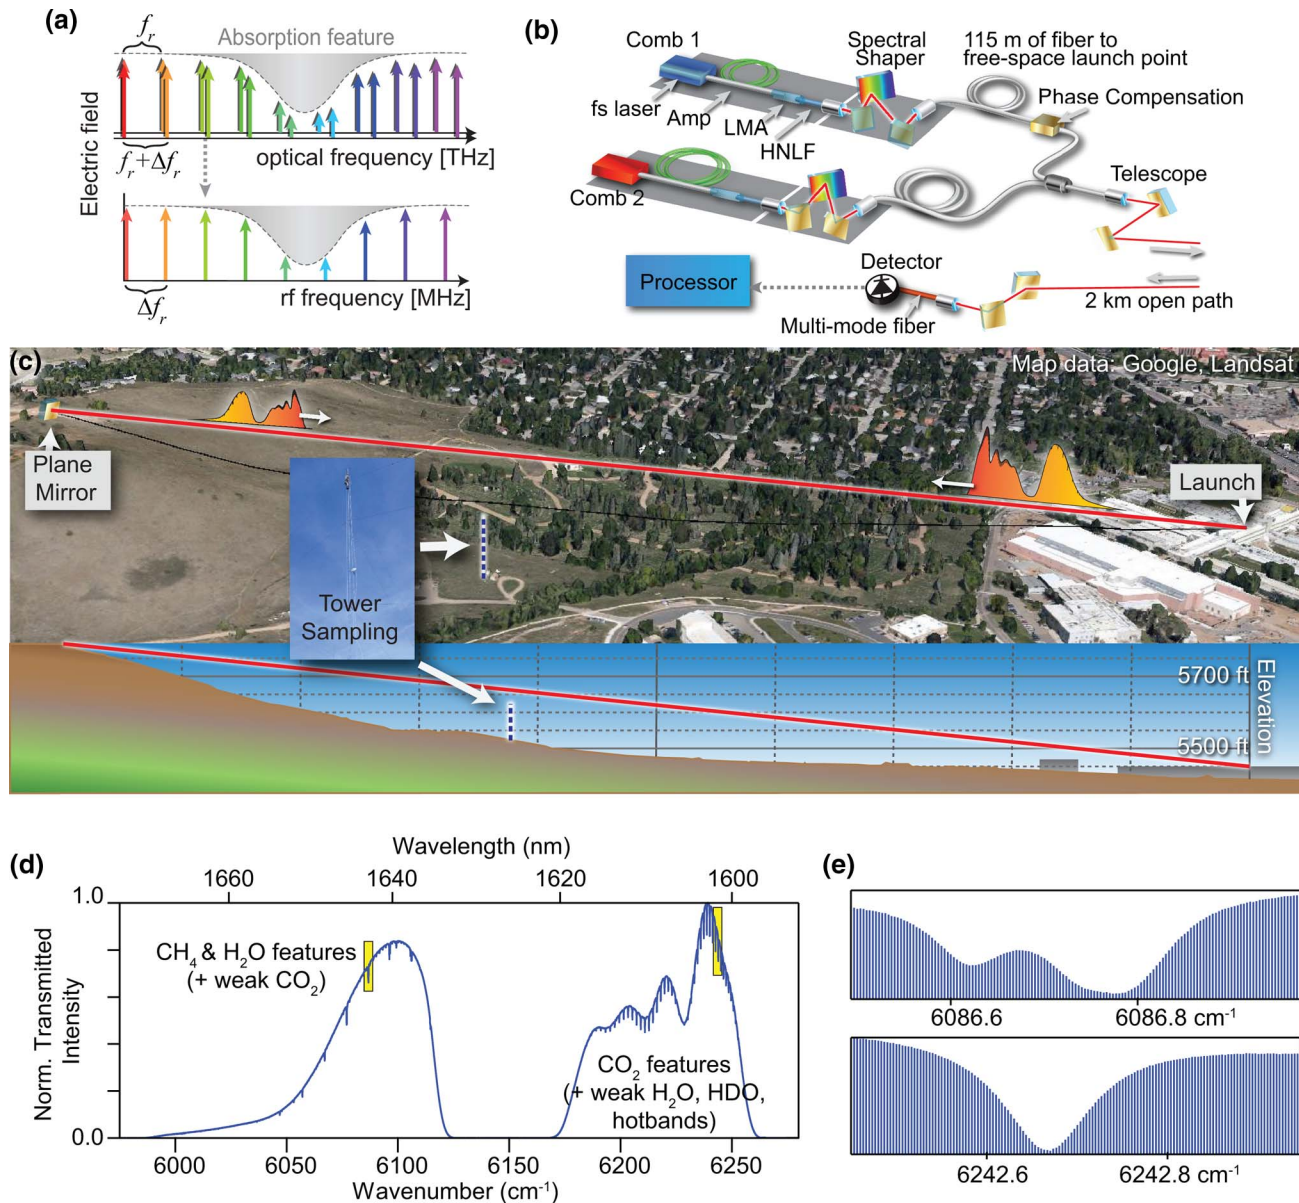 (a)
f_r
Absorption feature
Electric field
f_r+Δf_r
optical frequency [THz]
Δf_r
rf frequency [MHz]
(b)
Comb 1
Spectral
Shaper
115 m of fiber to
free-space launch point
fs laser
Amp
LMA
HNLF
Phase Compensation
Comb 2
Telescope
Processor
Detector
Multi-mode fiber
2 km open path
(c)
Map data: Google, Landsat
Plane
Mirror
Launch
Tower
Sampling
5700 ft
5500 ft
Elevation
(d)
Wavelength (nm)
1660
1640
1620
1600
1.0
0.0
Norm. Transmitted
Intensity
CH₄ & H₂O features
(+ weak CO₂)
CO₂ features
(+ weak H₂O, HDO,
hotbands)
6000
6050
6100
6150
6200
6250
Wavenumber (cm⁻¹)
(e)
6086.6
6086.8 cm⁻¹
6242.6
6242.8 cm⁻¹